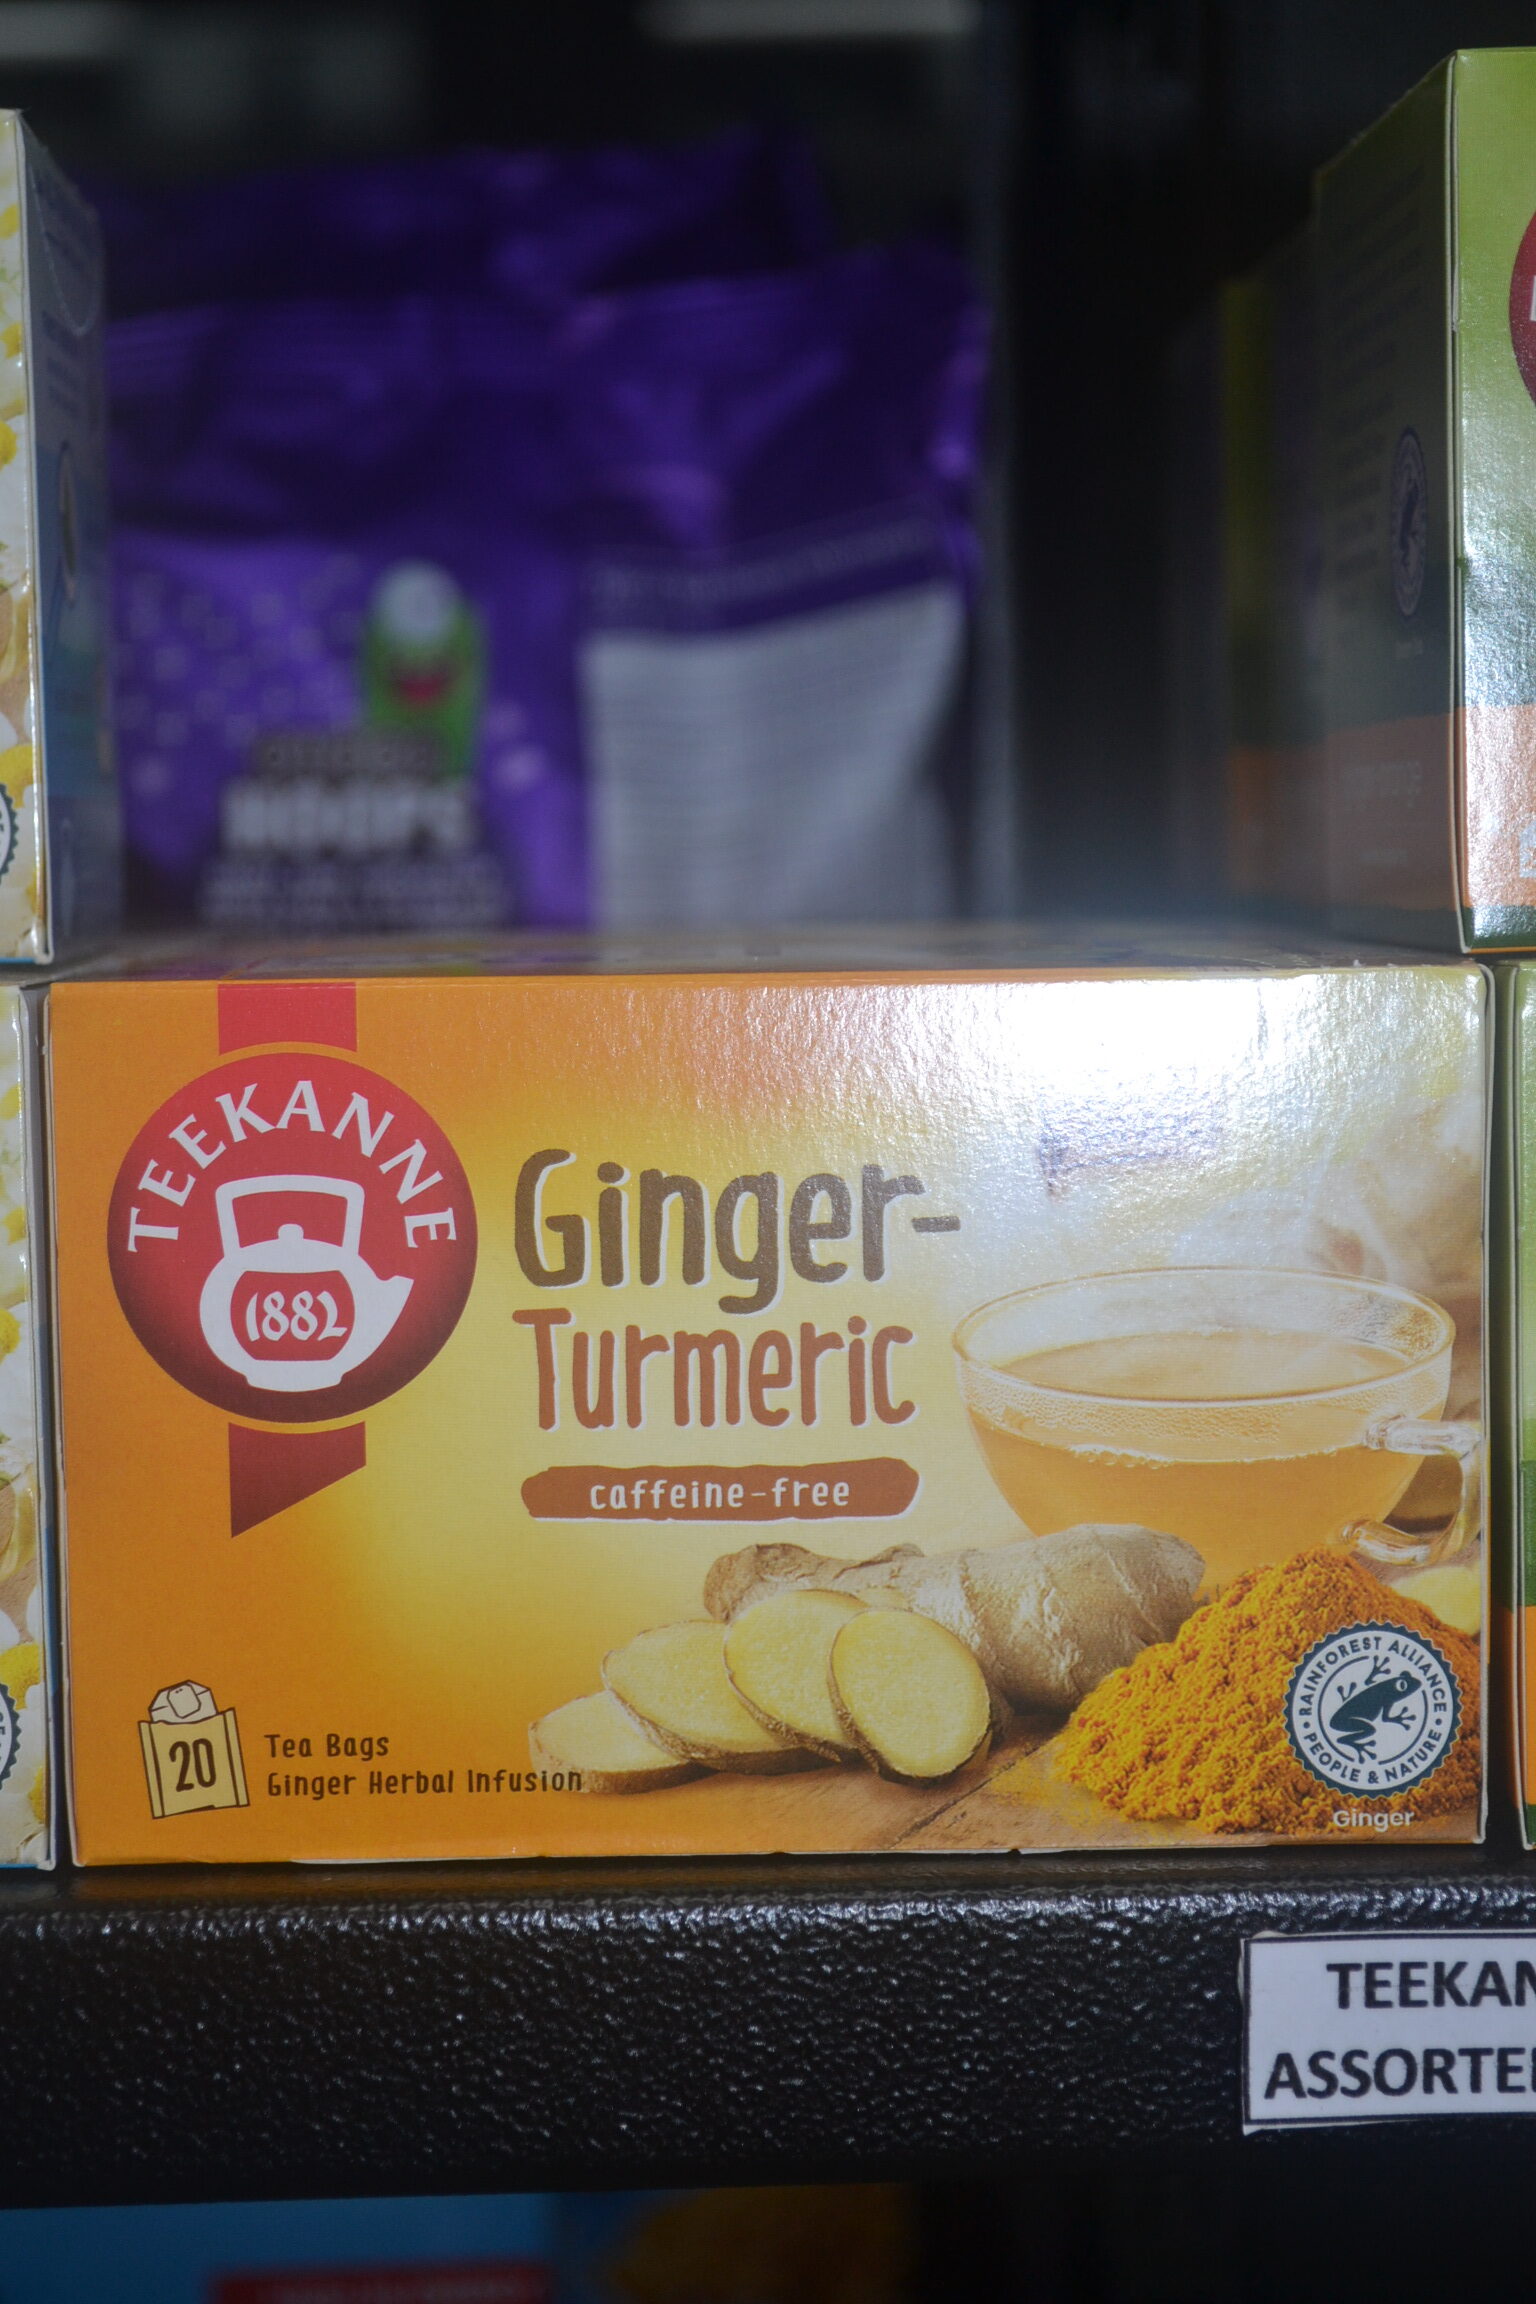 TEEKANNE
1882
Ginger-
Turmeric
caffeine-free
20
Tea Bags
Ginger Herbal Infusion
RAINFOREST ALLIANCE
PEOPLE & NATURE
Ginger
TEEKAN
ASSORTE